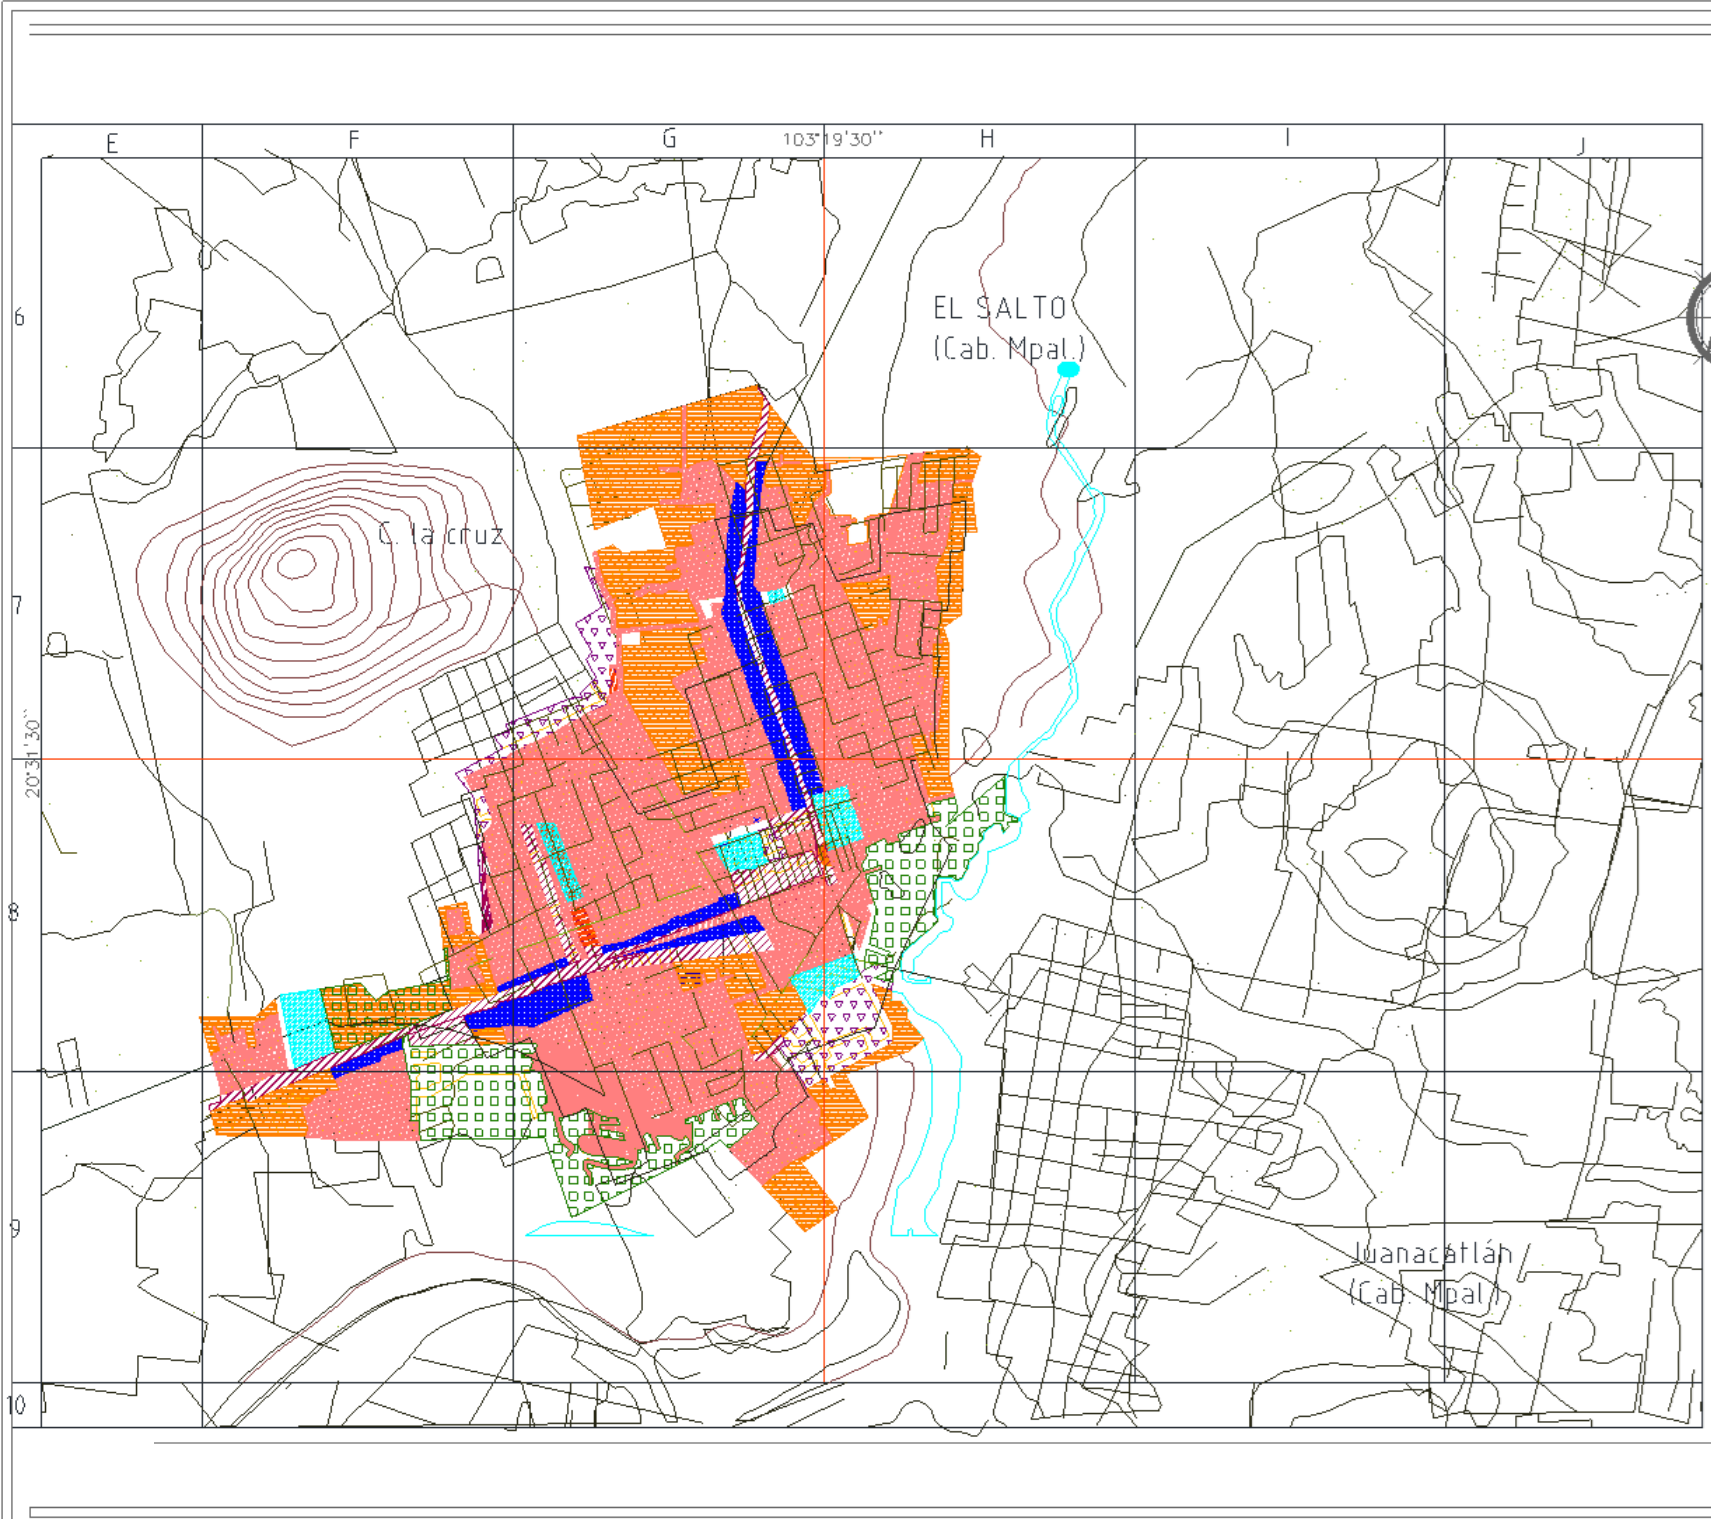 E F G 103°19'30'' H I J
6
EL SALTO
(Cab. Mpal.)
C. la cruz
7
20°31'30''
8
9
Juanacatlán
(Cab. Mpal.)
10